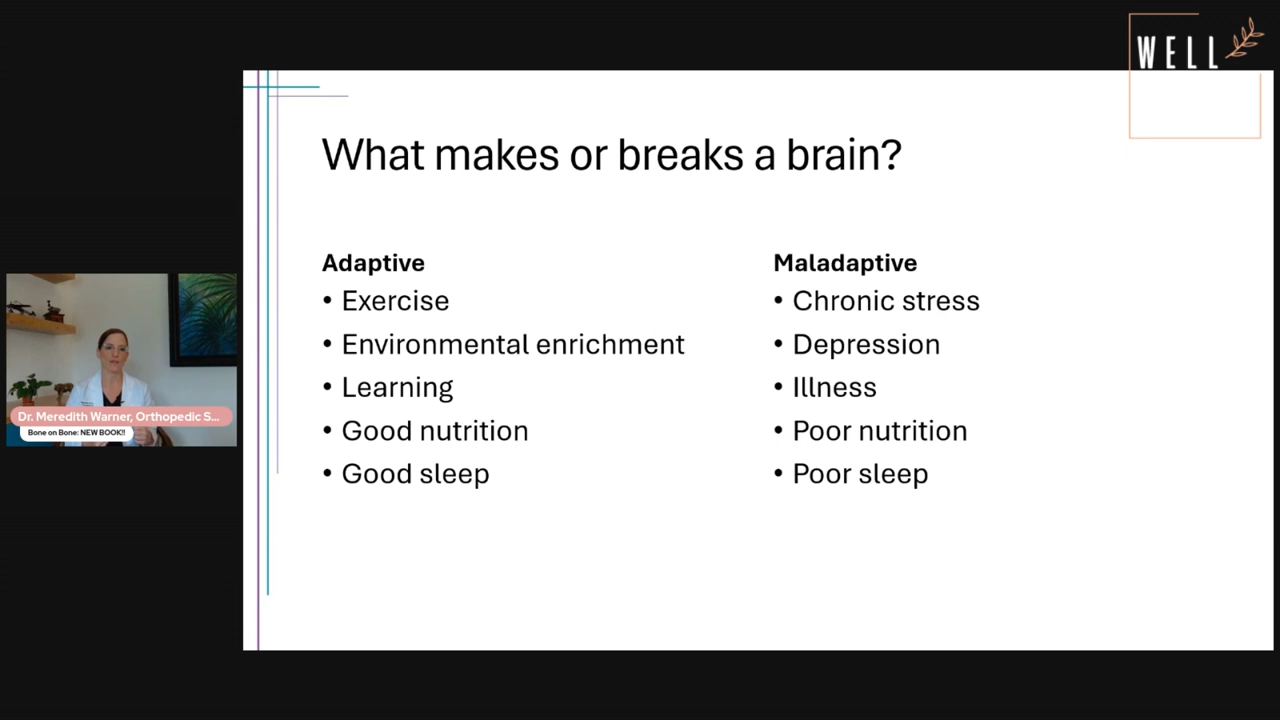 WELL
What makes or breaks a brain?
Adaptive
• Exercise
• Environmental enrichment
• Learning
• Good nutrition
• Good sleep
Maladaptive
• Chronic stress
• Depression
• Illness
• Poor nutrition
• Poor sleep
Dr. Meredith Warner, Orthopedic S...
Bone on Bone: NEW BOOK!!